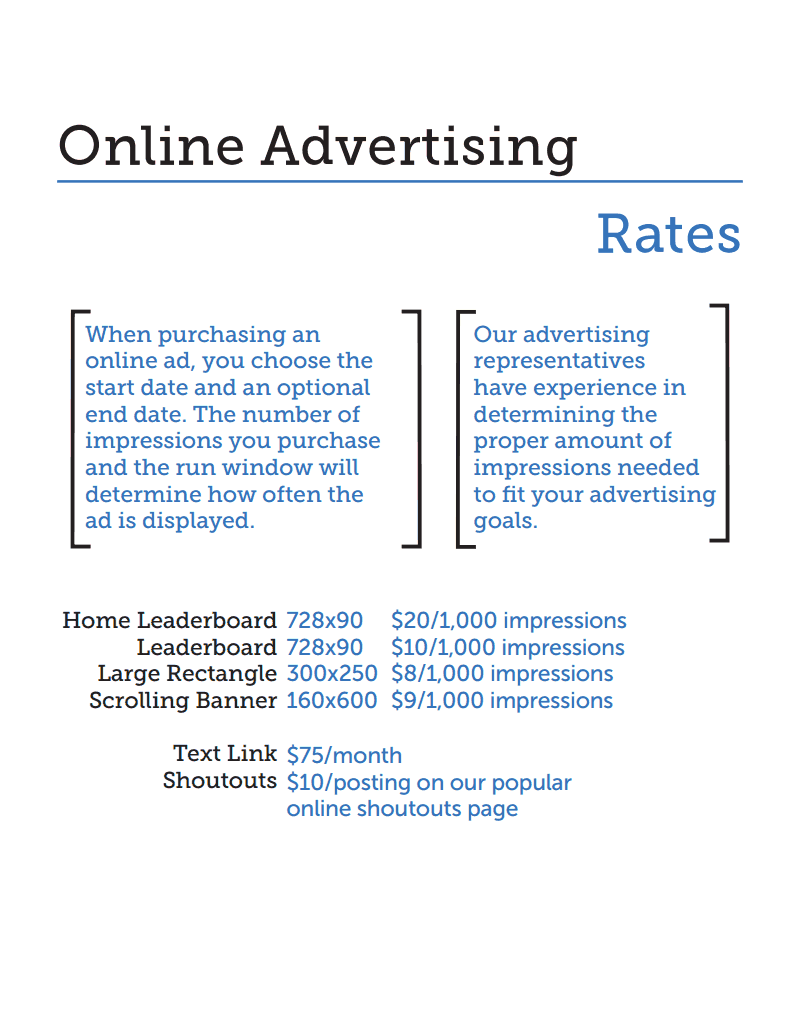 Online Advertising
Rates
When purchasing an
online ad, you choose the
start date and an optional
end date. The number of
impressions you purchase
and the run window will
determine how often the
ad is displayed.
Our advertising
representatives
have experience in
determining the
proper amount of
impressions needed
to fit your advertising
goals.
Home Leaderboard 728x90 $20/1,000 impressions
Leaderboard 728x90 $10/1,000 impressions
Large Rectangle 300x250 $8/1,000 impressions
Scrolling Banner 160x600 $9/1,000 impressions
Text Link $75/month
Shoutouts $10/posting on our popular
online shoutouts page